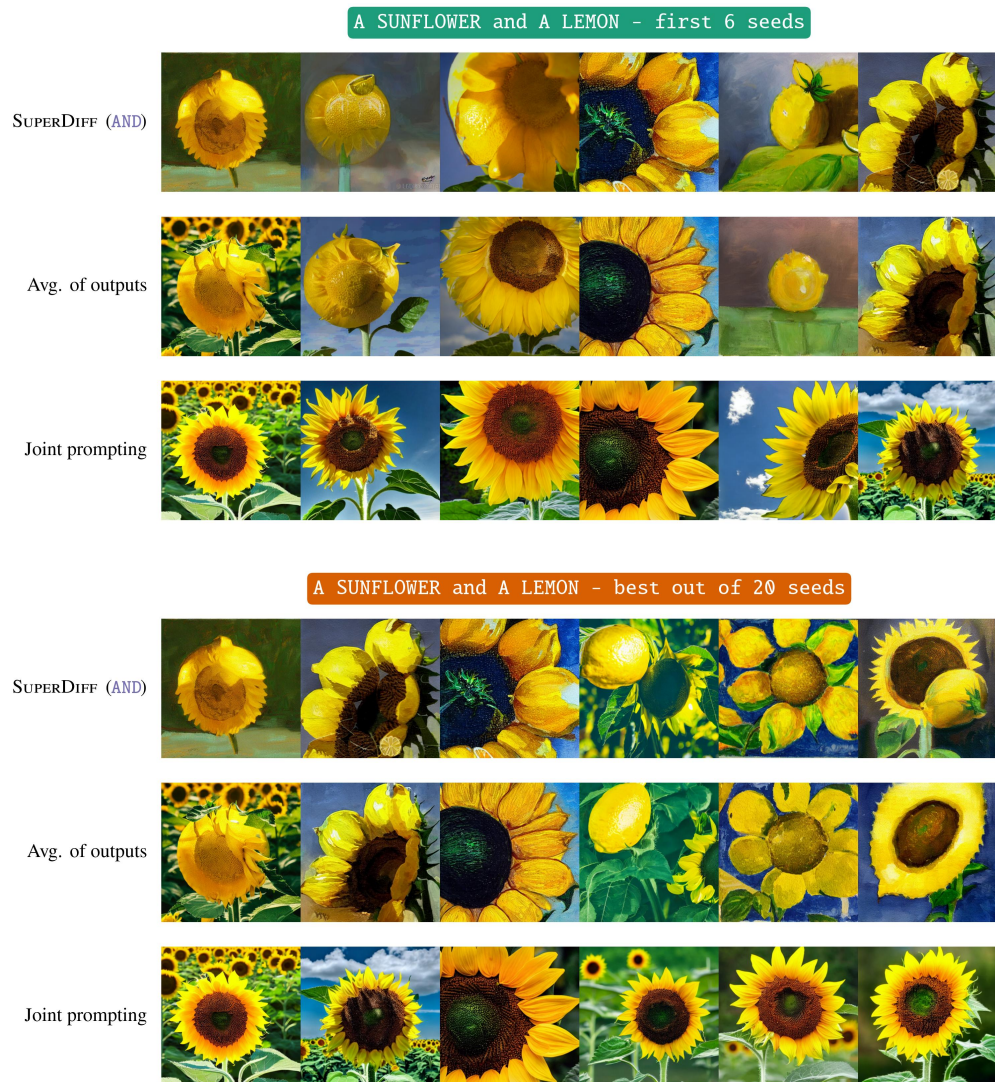 A SUNFLOWER and A LEMON - first 6 seeds
SUPERDIFF (AND)
Avg. of outputs
Joint prompting
A SUNFLOWER and A LEMON - best out of 20 seeds
SUPERDIFF (AND)
Avg. of outputs
Joint prompting